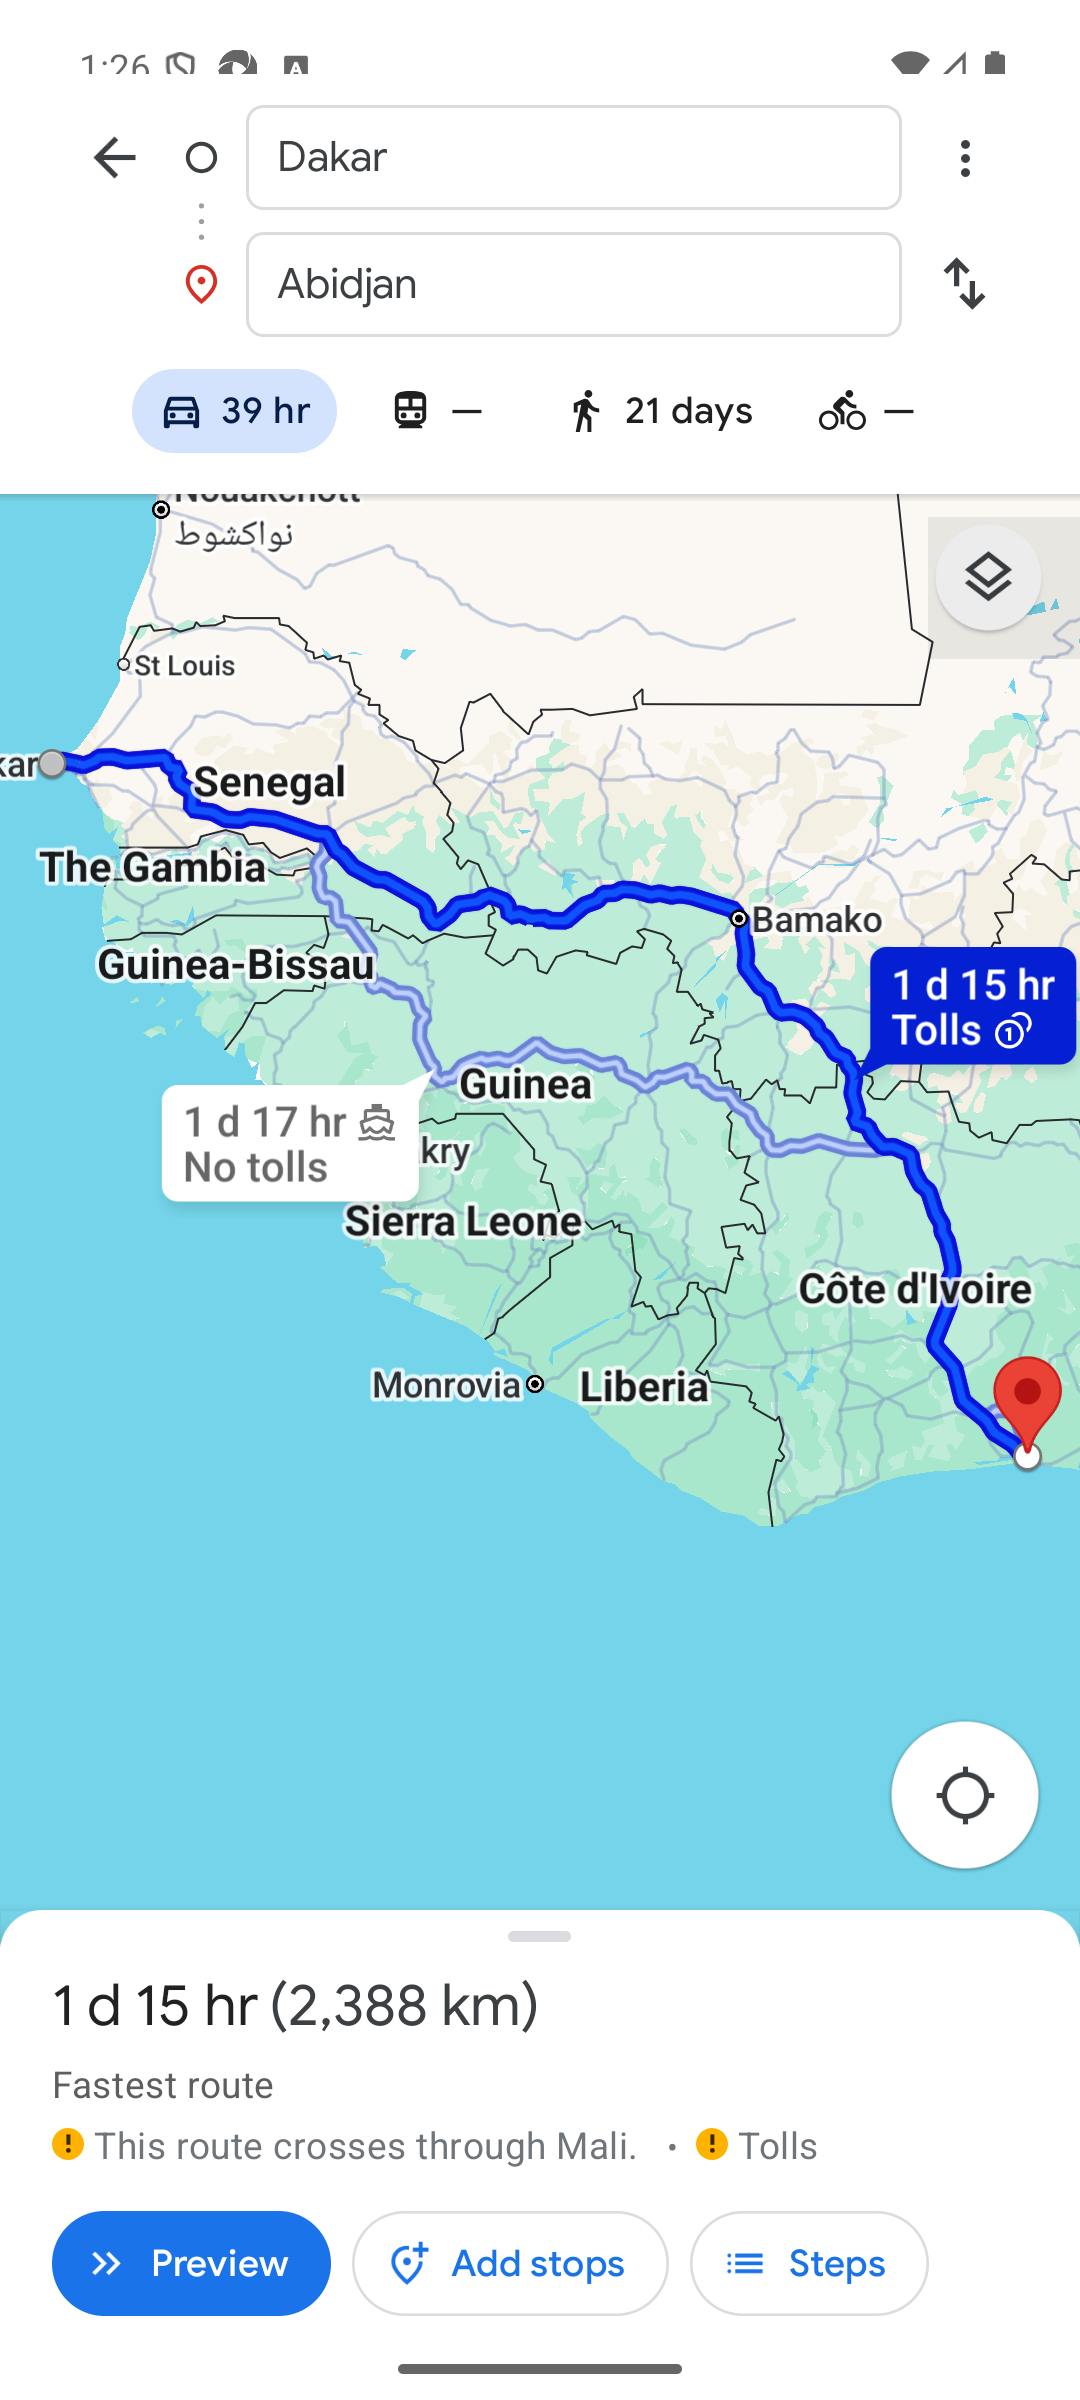 1:26
Dakar
Abidjan
39 hr
—
21 days
—
Nouakchott
نواكشوط
St Louis
kar
Senegal
The Gambia
Bamako
Guinea-Bissau
1 d 15 hr
Tolls
Guinea
1 d 17 hr
No tolls
kry
Sierra Leone
Côte d'Ivoire
Monrovia
Liberia
1 d 15 hr (2,388 km)
Fastest route
This route crosses through Mali. • Tolls
Preview
Add stops
Steps